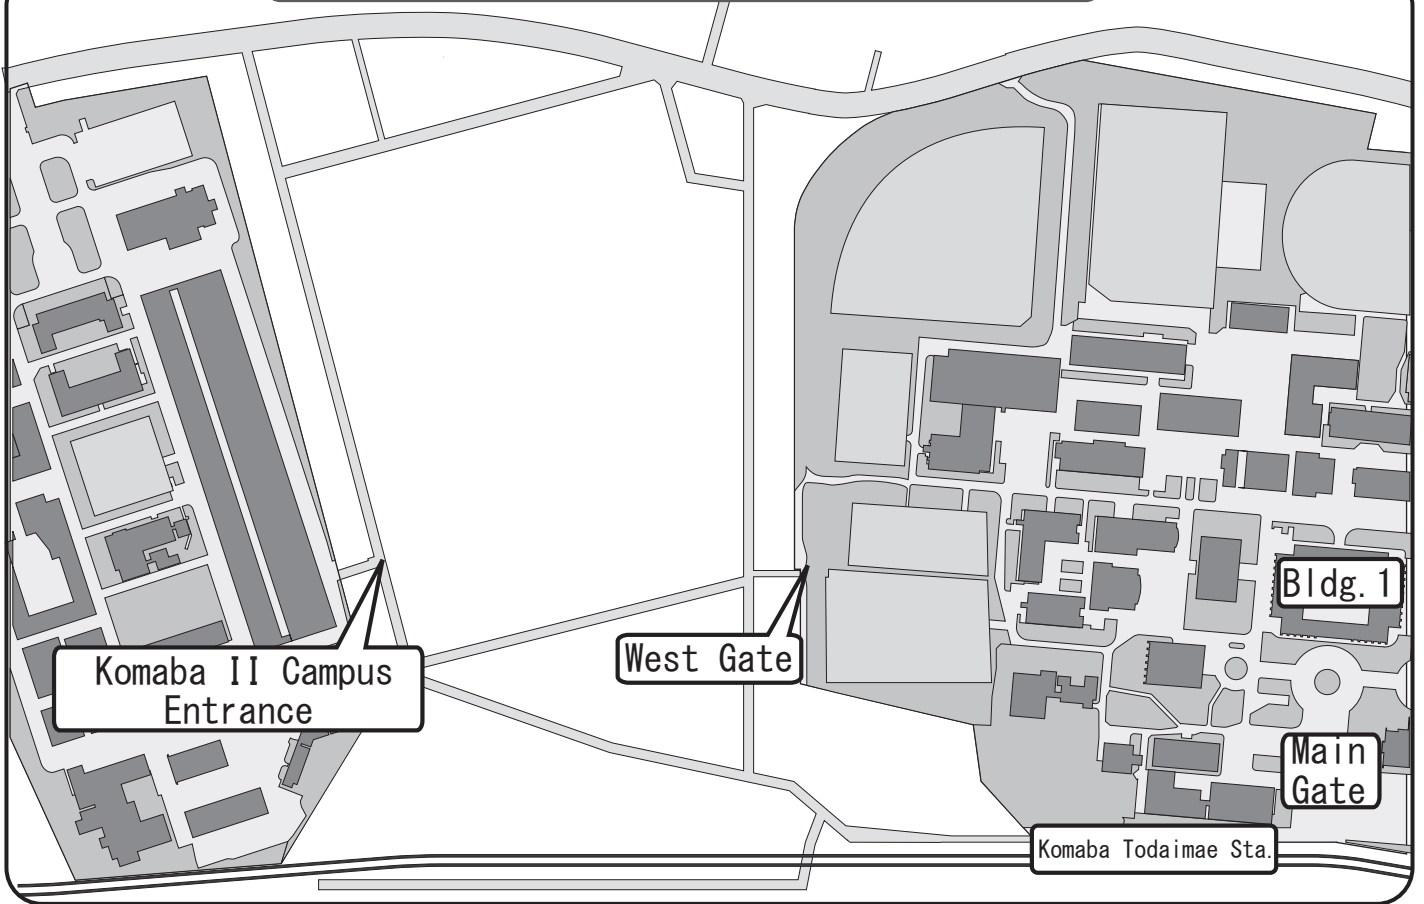 Bldg. 1
West Gate
Komaba II Campus
Entrance
Main
Gate
Komaba Todaimae Sta.